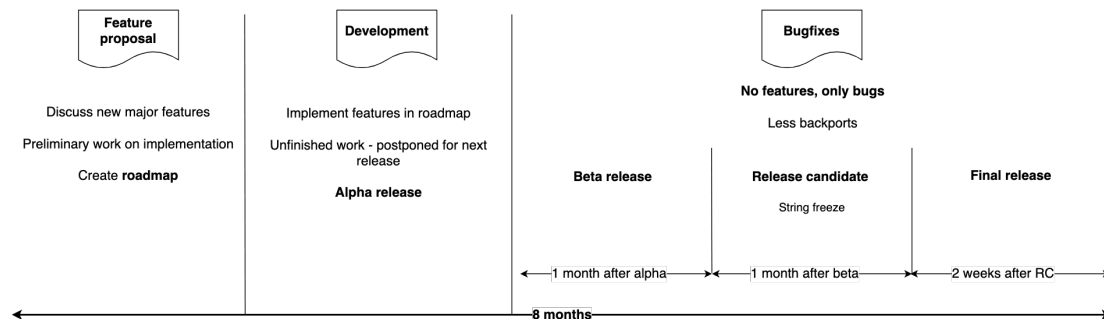 Feature
proposal
Development
Bugfixes
Discuss new major features
Preliminary work on implementation
Create roadmap
Implement features in roadmap
Unfinished work - postponed for next
release
Alpha release
No features, only bugs
Less backports
Beta release
Release candidate
String freeze
Final release
1 month after alpha
1 month after beta
2 weeks after RC
8 months